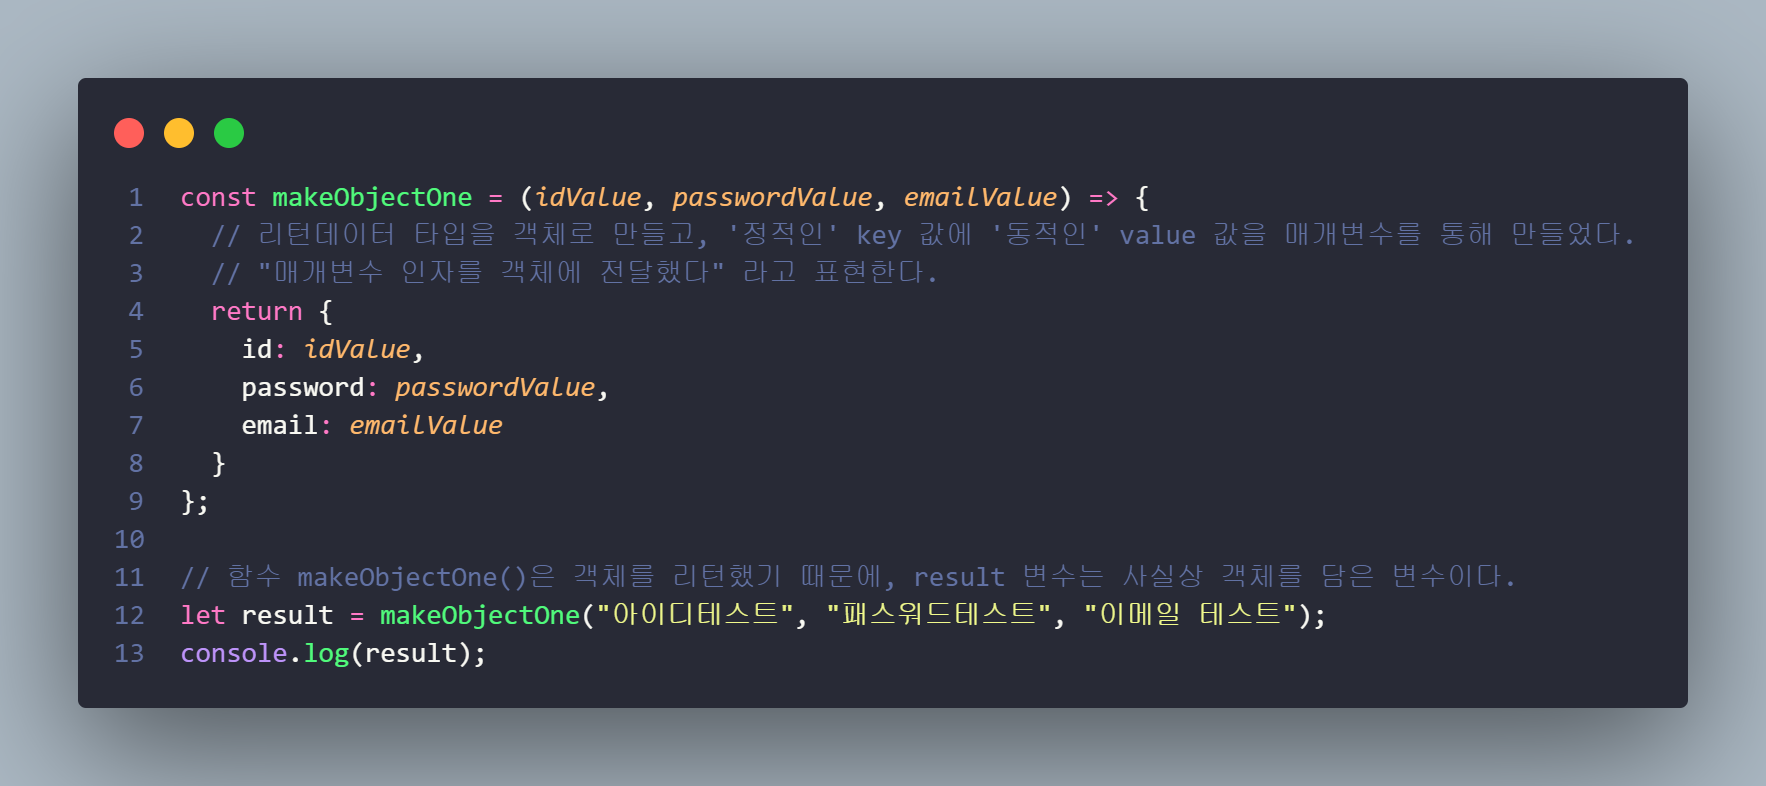 1 const makeObjectOne = (idValue, passwordValue, emailValue) => {
2 // 리턴데이터 타입을 객체로 만들고, '정적인' key 값에 '동적인' value 값을 매개변수를 통해 만들었다.
3 // "매개변수 인자를 객체에 전달했다" 라고 표현한다.
4 return {
5 id: idValue,
6 password: passwordValue,
7 email: emailValue
8 }
9 };
10
11 // 함수 makeObjectOne()은 객체를 리턴했기 때문에, result 변수는 사실상 객체를 담은 변수이다.
12 let result = makeObjectOne("아이디테스트", "패스워드테스트", "이메일 테스트");
13 console.log(result);